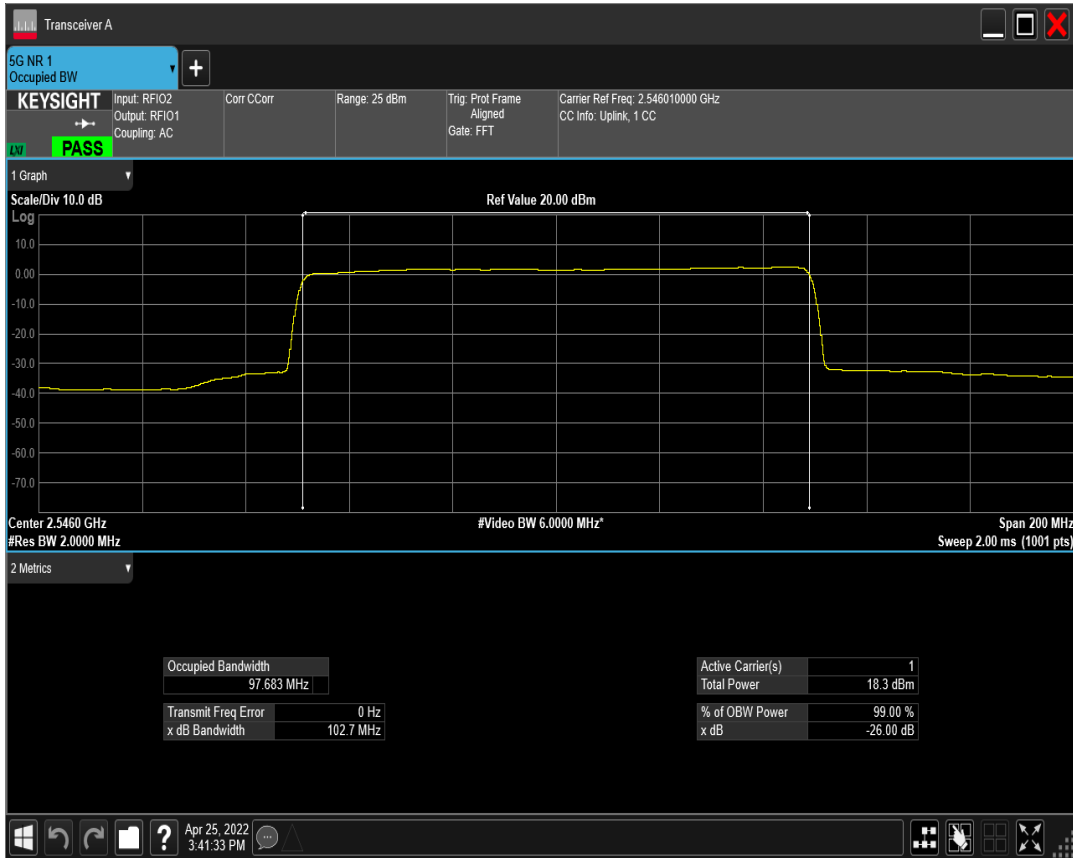 Transceiver A
5G NR 1
Occupied BW
+
KEYSIGHT
LXI
PASS
Input: RFIO2
Output: RFIO1
Coupling: AC
Corr CCorr
Range: 25 dBm
Trig: Prot Frame
Aligned
Gate: FFT
Carrier Ref Freq: 2.546010000 GHz
CC Info: Uplink, 1 CC
1 Graph
Scale/Div 10.0 dB
Ref Value 20.00 dBm
Log
10.0
0.00
-10.0
-20.0
-30.0
-40.0
-50.0
-60.0
-70.0
Center 2.5460 GHz
#Video BW 6.0000 MHz*
Span 200 MHz
#Res BW 2.0000 MHz
Sweep 2.00 ms (1001 pts)
2 Metrics
Occupied Bandwidth
97.683 MHz
Transmit Freq Error 0 Hz
x dB Bandwidth 102.7 MHz
Active Carrier(s) 1
Total Power 18.3 dBm
% of OBW Power 99.00 %
x dB -26.00 dB
?
Apr 25, 2022
3:41:33 PM